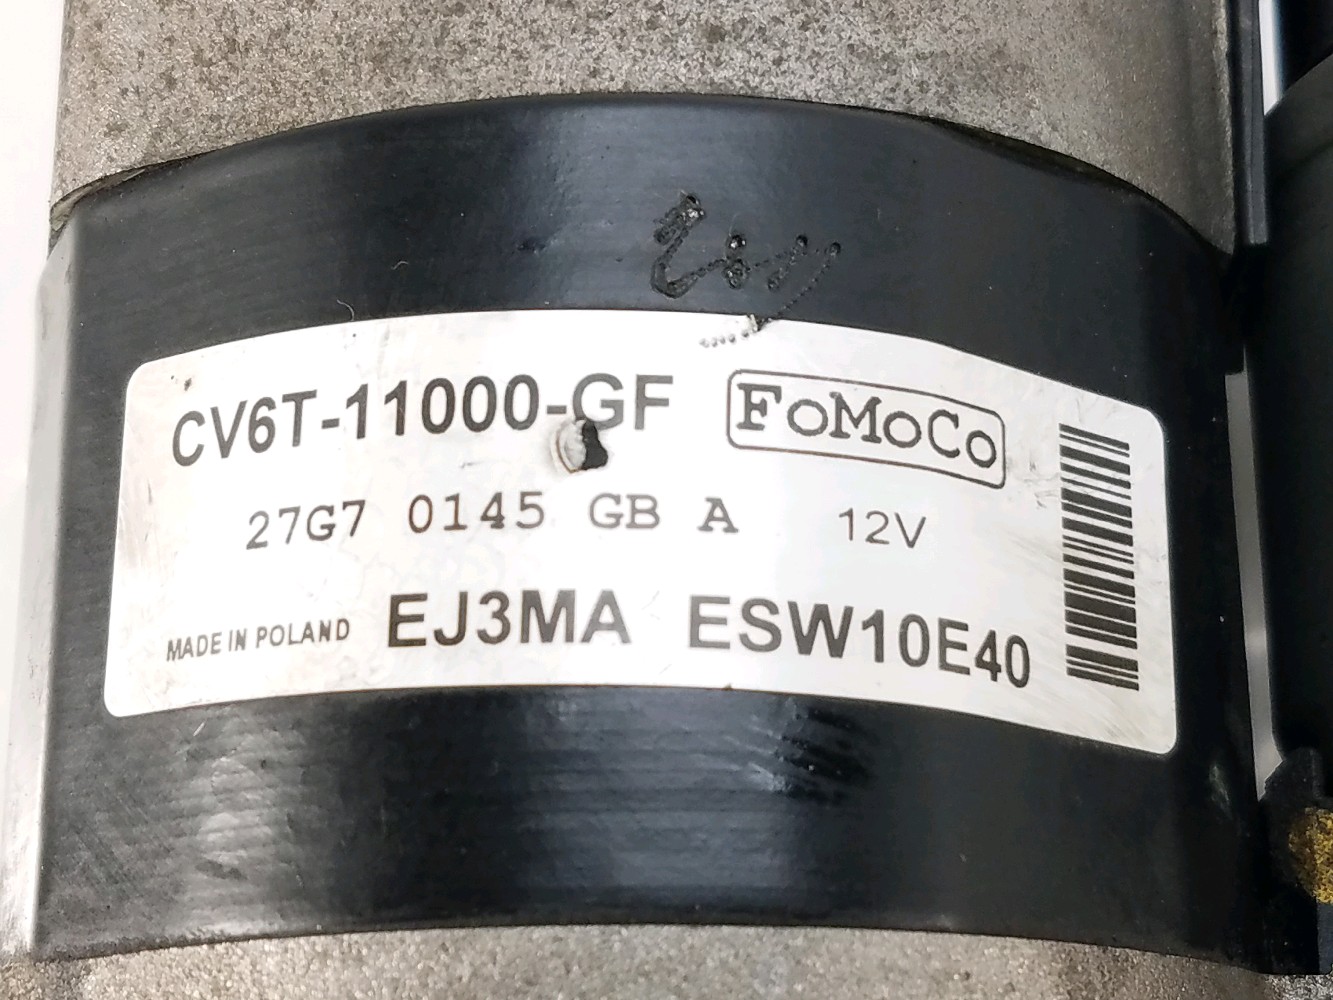 CV6T-11000-GF FoMoCo
27G7 0145 GB A 12V
MADE IN POLAND EJ3MA ESW10E40